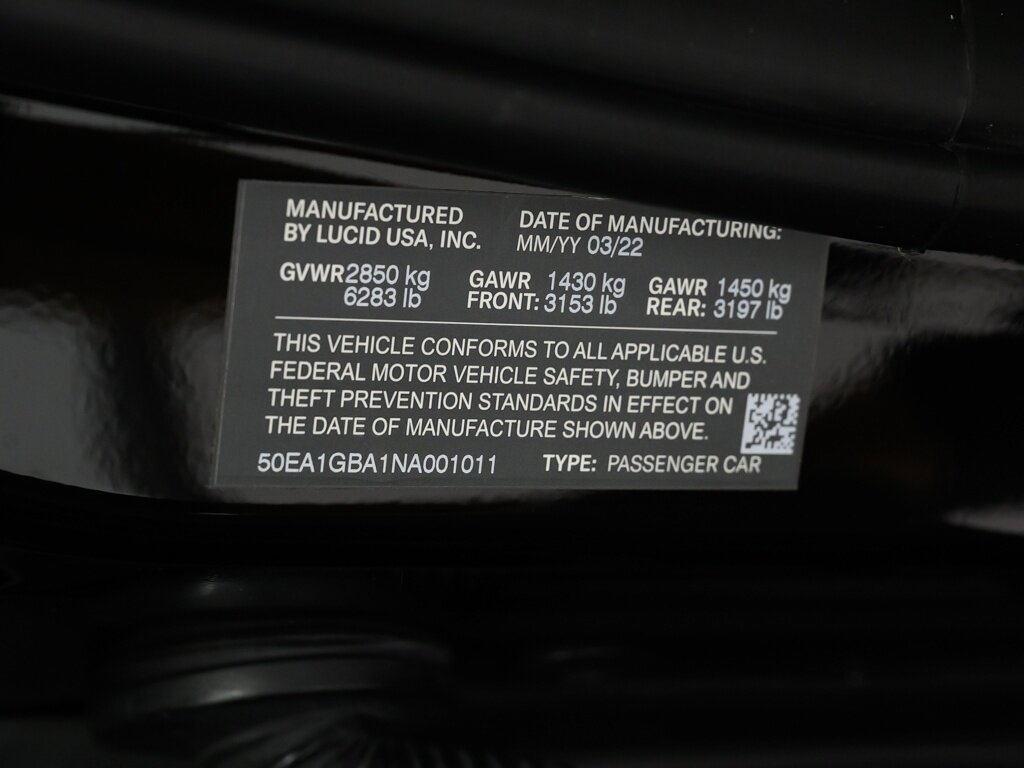 MANUFACTURED
BY LUCID USA, INC.
DATE OF MANUFACTURING:
MM/YY 03/22
GVWR 2850 kg
6283 lb
GAWR 1430 kg
FRONT: 3153 lb
GAWR 1450 kg
REAR: 3197 lb
THIS VEHICLE CONFORMS TO ALL APPLICABLE U.S.
FEDERAL MOTOR VEHICLE SAFETY, BUMPER AND
THEFT PREVENTION STANDARDS IN EFFECT ON
THE DATE OF MANUFACTURE SHOWN ABOVE.
50EA1GBA1NA001011 TYPE: PASSENGER CAR